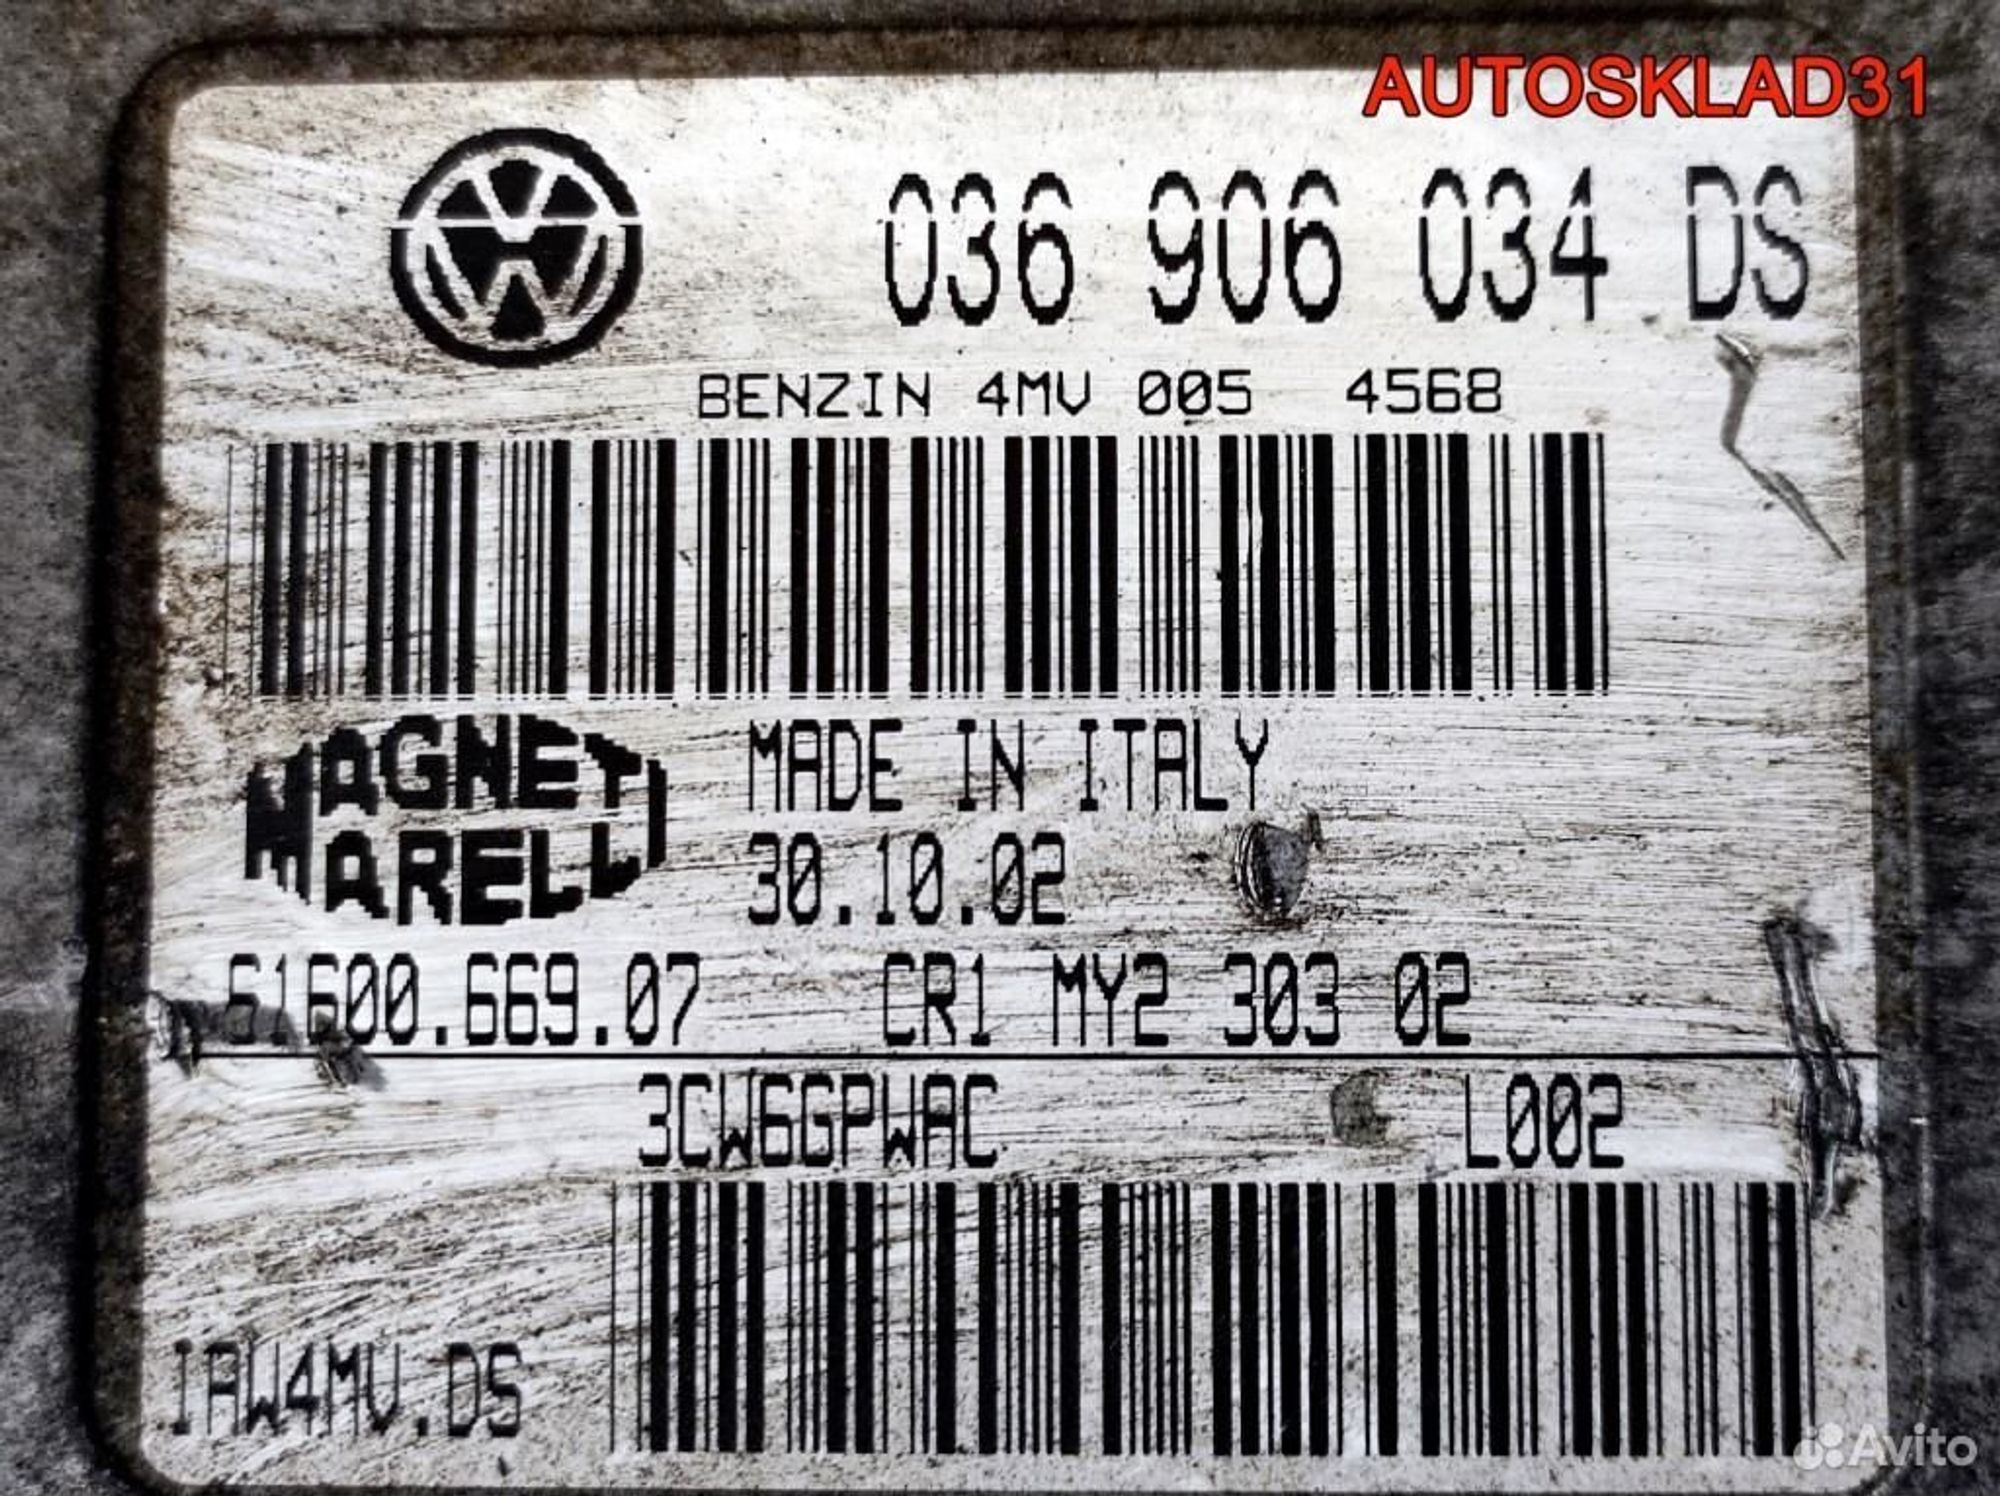 AUTOSKLAD31
036 906 034 DS
BENZIN 4MV 005 4568
MAGNETI
MARELLI
MADE IN ITALY
30.10.02
61600.669.07 CR1 MY2 303 02
3CW6GPWAC L002
IAW4MV.DS
Avito